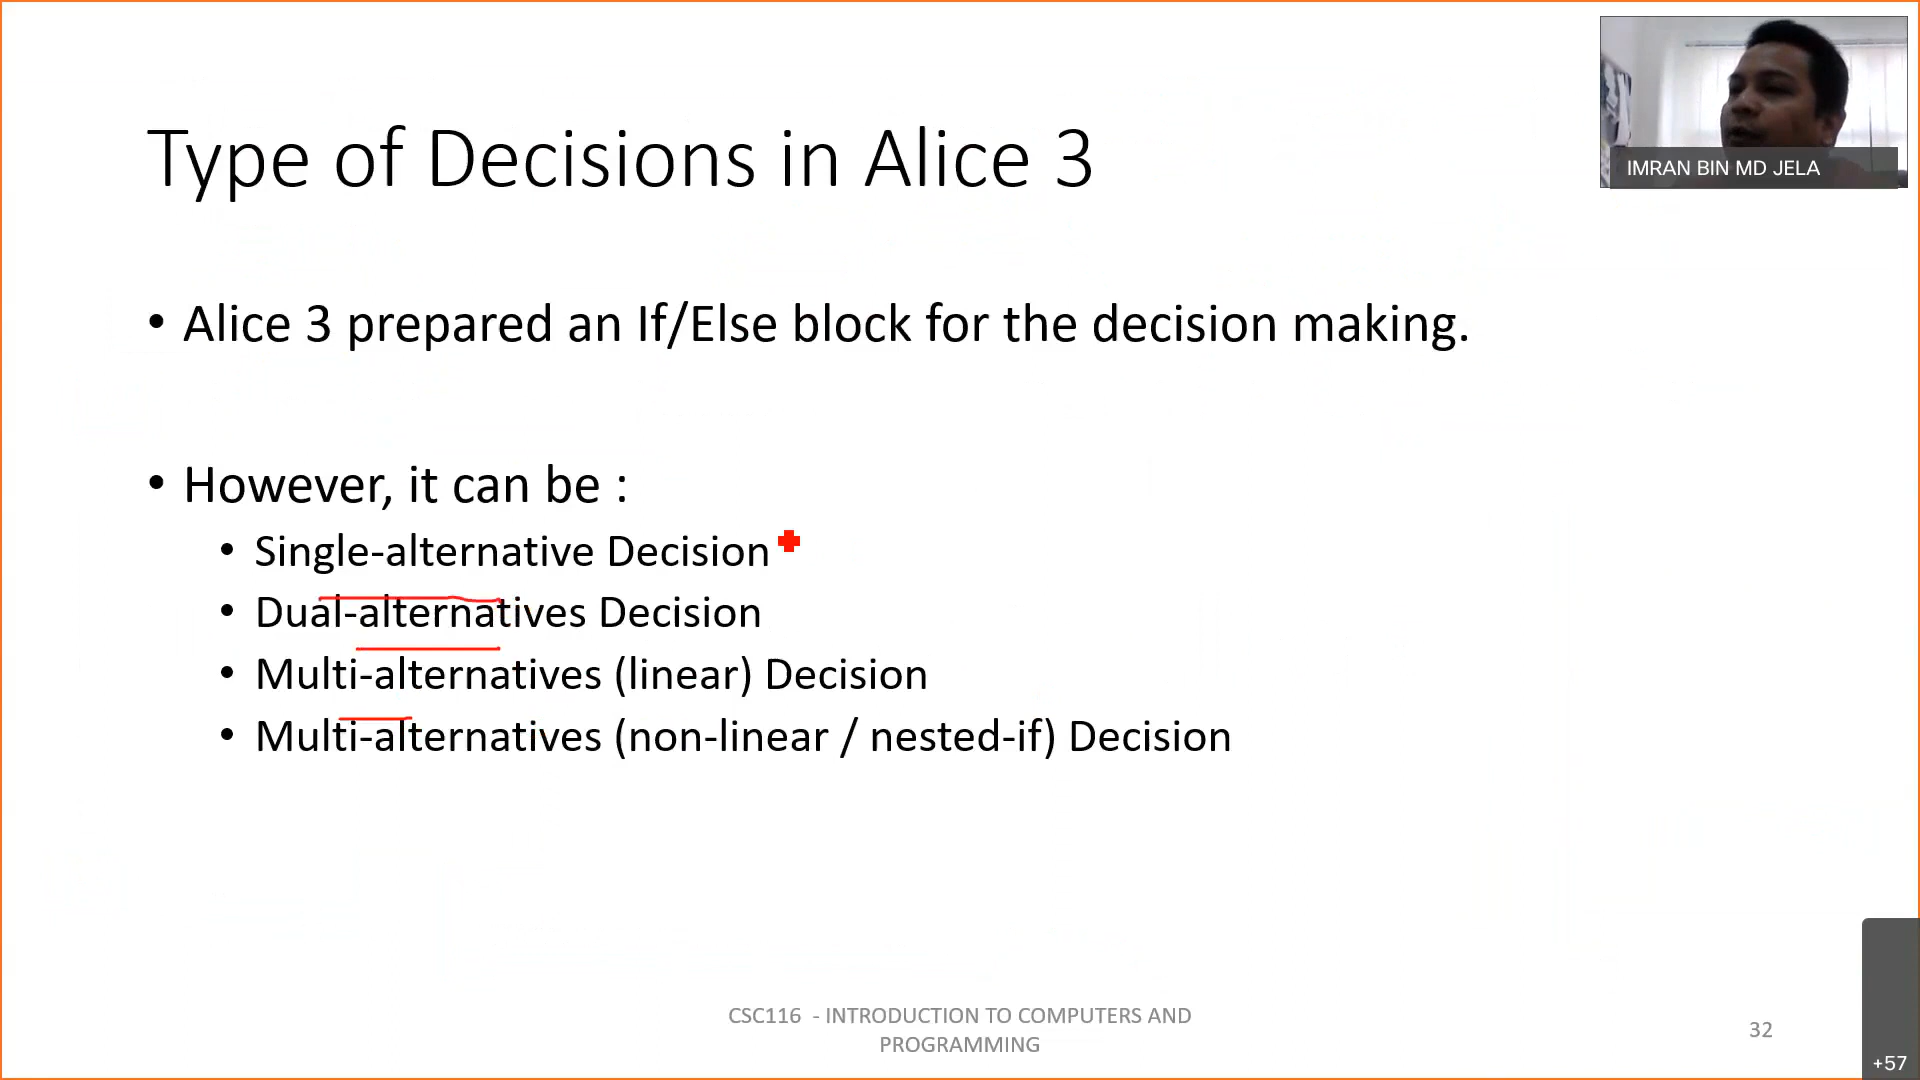 IMRAN BIN MD JELA
Type of Decisions in Alice 3
• Alice 3 prepared an If/Else block for the decision making.
• However, it can be :
• Single-alternative Decision
• Dual-alternatives Decision
• Multi-alternatives (linear) Decision
• Multi-alternatives (non-linear / nested-if) Decision
CSC116 - INTRODUCTION TO COMPUTERS AND
PROGRAMMING
32
+57